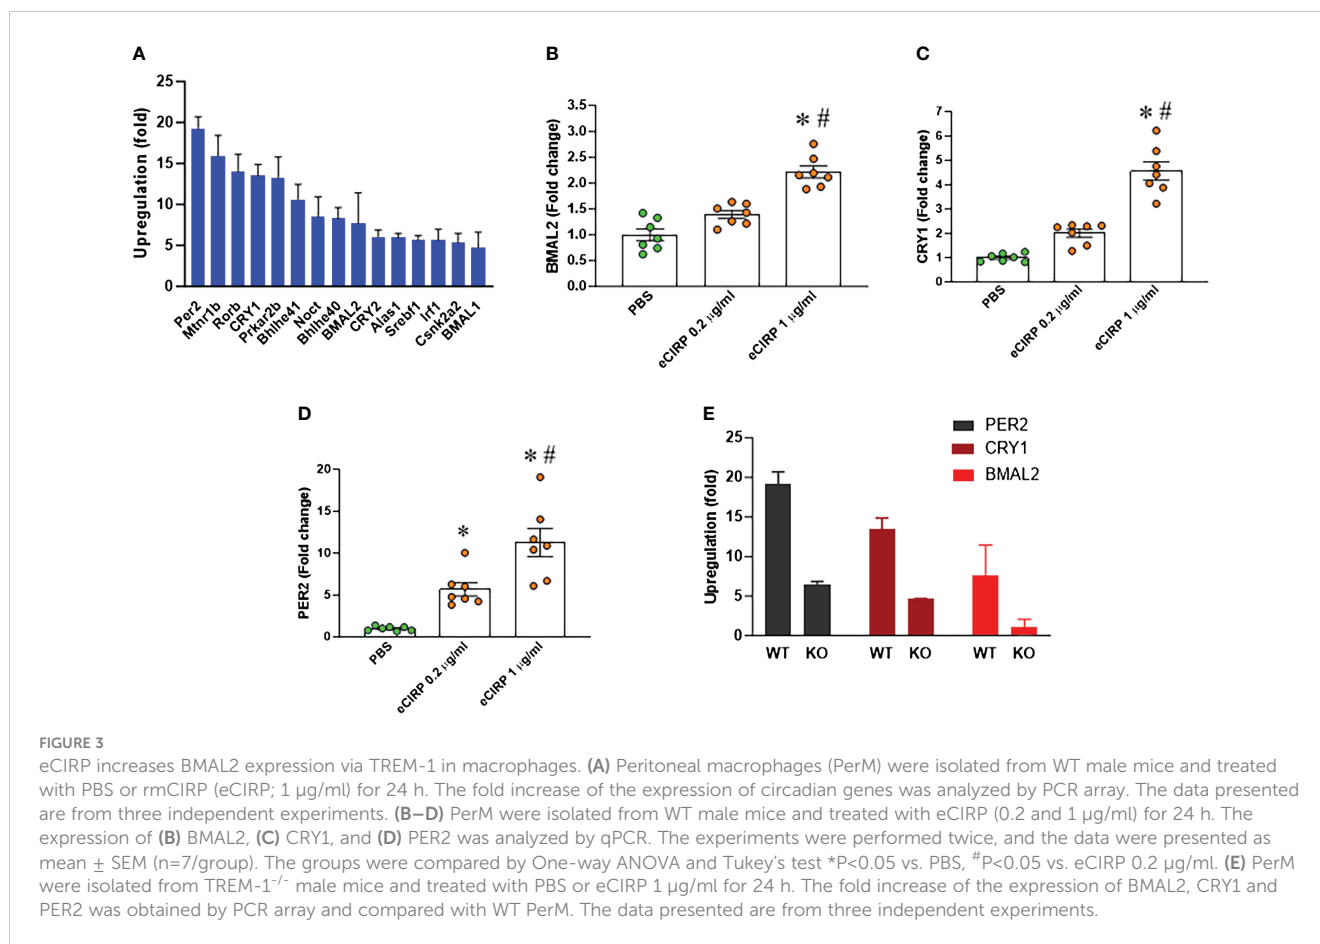 A
Upregulation (fold)
25
20
15
10
5
0
Per2
Mtnr1b
Rorb
CRY1
Prkar2b
Bhlhe41
Noct
Bhlhe40
BMAL2
CRY2
Alas1
Srebf1
Irf1
Csnk2a2
BMAL1
B
BMAL2 (Fold change)
3.5
3.0
2.5
2.0
1.5
1.0
0.5
0.0
* #
PBS
eCIRP 0.2 μg/ml
eCIRP 1 μg/ml
C
CRY1 (Fold change)
7
6
5
4
3
2
1
0
* #
PBS
eCIRP 0.2 μg/ml
eCIRP 1 μg/ml
D
PER2 (Fold change)
20
15
10
5
0
*
* #
PBS
eCIRP 0.2 μg/ml
eCIRP 1 μg/ml
E
PER2
CRY1
BMAL2
Upregulation (fold)
25
20
15
10
5
0
WT KO WT KO WT KO
FIGURE 3
eCIRP increases BMAL2 expression via TREM-1 in macrophages. (A) Peritoneal macrophages (PerM) were isolated from WT male mice and treated
with PBS or rmCIRP (eCIRP; 1 µg/ml) for 24 h. The fold increase of the expression of circadian genes was analyzed by PCR array. The data presented
are from three independent experiments. (B–D) PerM were isolated from WT male mice and treated with eCIRP (0.2 and 1 µg/ml) for 24 h. The
expression of (B) BMAL2, (C) CRY1, and (D) PER2 was analyzed by qPCR. The experiments were performed twice, and the data were presented as
mean ± SEM (n=7/group). The groups were compared by One-way ANOVA and Tukey's test *P<0.05 vs. PBS, #P<0.05 vs. eCIRP 0.2 µg/ml. (E) PerM
were isolated from TREM-1-/- male mice and treated with PBS or eCIRP 1 µg/ml for 24 h. The fold increase of the expression of BMAL2, CRY1 and
PER2 was obtained by PCR array and compared with WT PerM. The data presented are from three independent experiments.